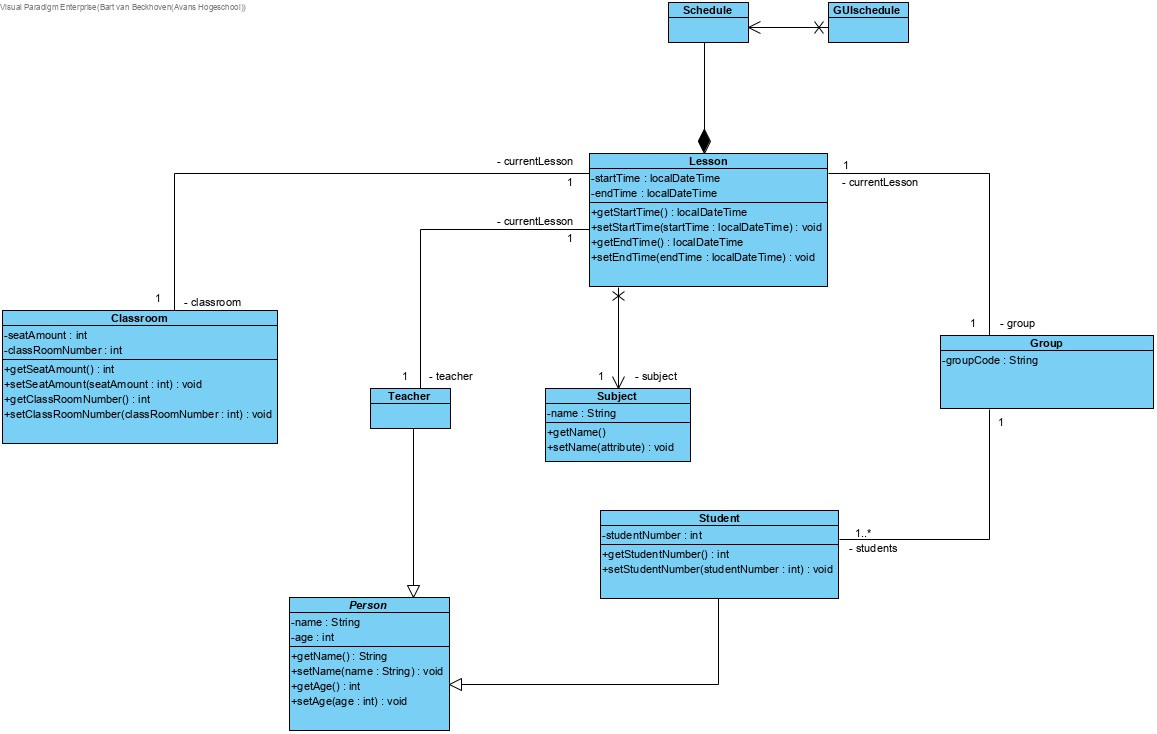 Visual Paradigm Enterprise(Bart van Beckhoven(Avans Hogeschool))
Schedule
GUIschedule
Lesson
-startTime : localDateTime
-endTime : localDateTime
+getStartTime() : localDateTime
+setStartTime(startTime : localDateTime) : void
+getEndTime() : localDateTime
+setEndTime(endTime : localDateTime) : void
- currentLesson
1
- currentLesson
1
1
- currentLesson
1
- classroom
Classroom
-seatAmount : int
-classRoomNumber : int
+getSeatAmount() : int
+setSeatAmount(seatAmount : int) : void
+getClassRoomNumber() : int
+setClassRoomNumber(classRoomNumber : int) : void
1
- teacher
Teacher
1
- subject
Subject
-name : String
+getName()
+setName(attribute) : void
1
- group
Group
-groupCode : String
1
Student
-studentNumber : int
+getStudentNumber() : int
+setStudentNumber(studentNumber : int) : void
1..*
- students
Person
-name : String
-age : int
+getName() : String
+setName(name : String) : void
+getAge() : int
+setAge(age : int) : void